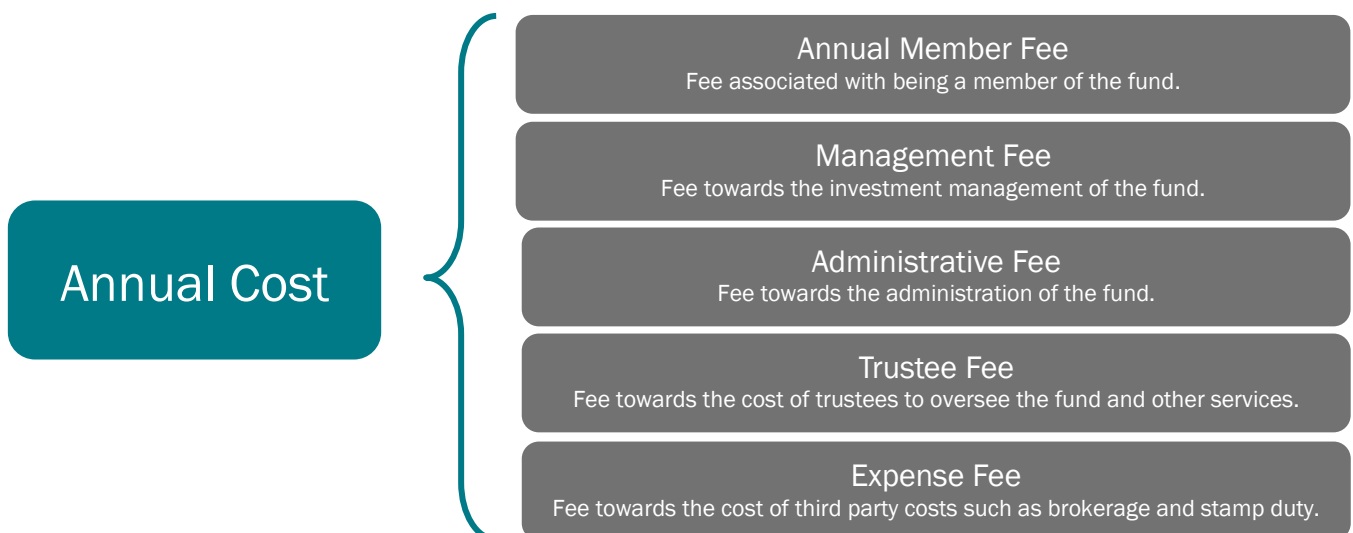 Annual Cost
Annual Member Fee
Fee associated with being a member of the fund.
Management Fee
Fee towards the investment management of the fund.
Administrative Fee
Fee towards the administration of the fund.
Trustee Fee
Fee towards the cost of trustees to oversee the fund and other services.
Expense Fee
Fee towards the cost of third party costs such as brokerage and stamp duty.